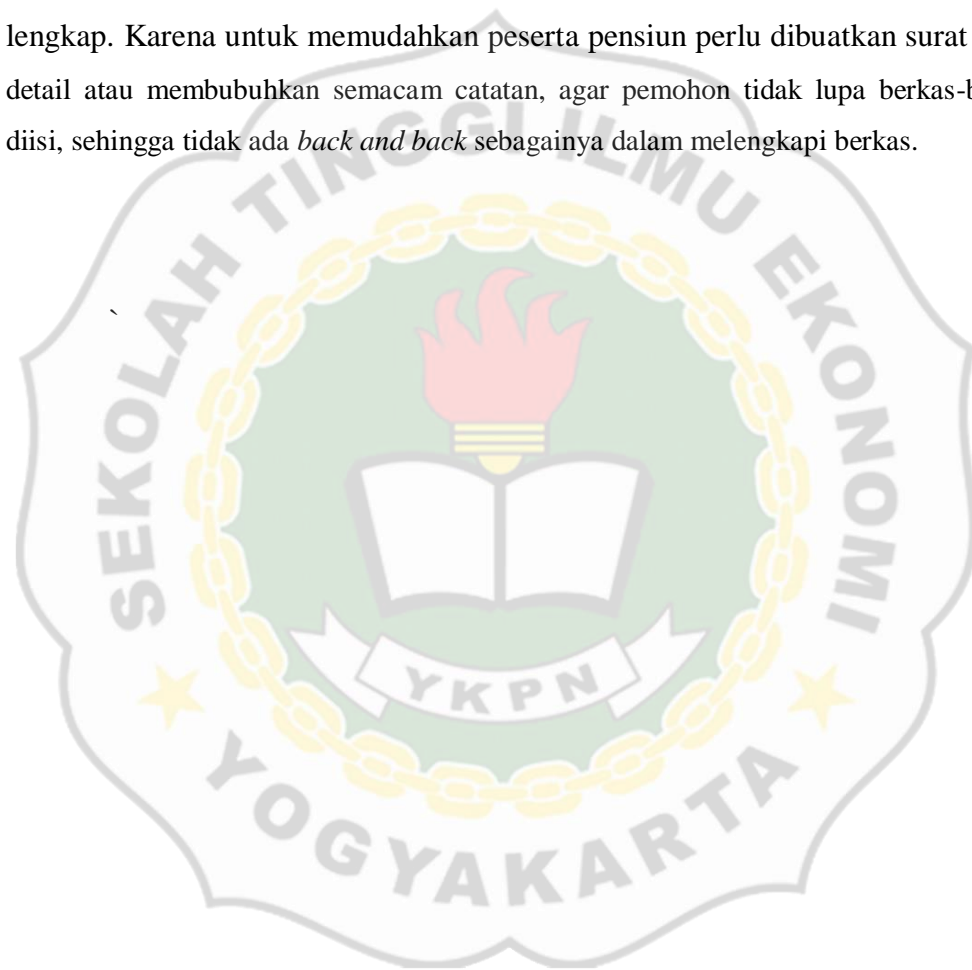 lengkap. Karena untuk memudahkan peserta pensiun perlu dibuatkan surat
detail atau membubuhkan semacam catatan, agar pemohon tidak lupa berkas-b
diisi, sehingga tidak ada back and back sebagainya dalam melengkapi berkas.
`
SEKOLAH TINGGI ILMU EKONOMI
YKPN
YOGYAKARTA